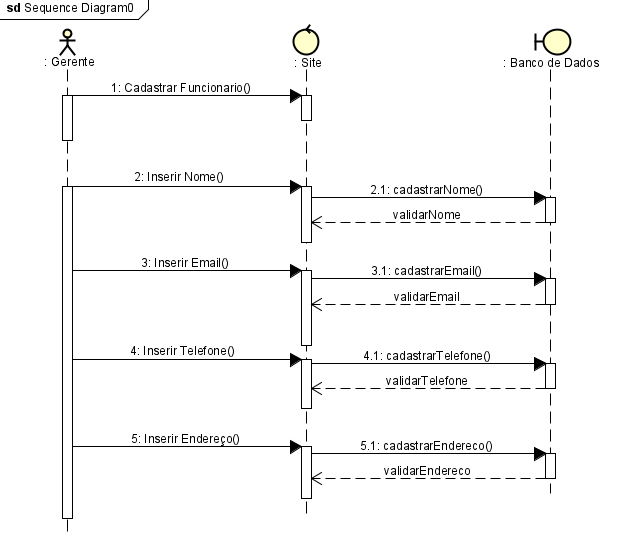 sd Sequence Diagram0
: Gerente
: Site
: Banco de Dados
1: Cadastrar Funcionario()
2: Inserir Nome()
2.1: cadastrarNome()
validarNome
3: Inserir Email()
3.1: cadastrarEmail()
validarEmail
4: Inserir Telefone()
4.1: cadastrarTelefone()
validarTelefone
5: Inserir Endereço()
5.1: cadastrarEndereco()
validarEndereco